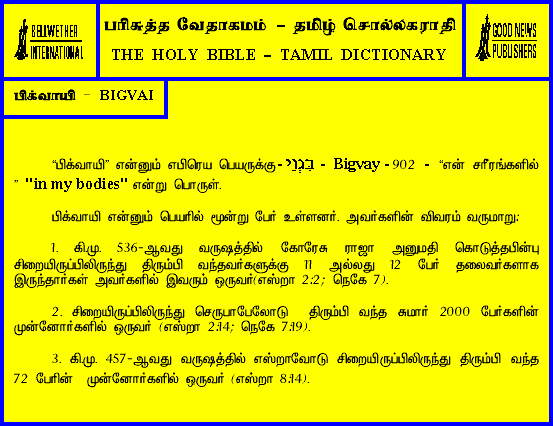 BELLWETHER
INTERNATIONAL
பரிசுத்த வேதாகமம் – தமிழ் சொல்லகராதி
THE HOLY BIBLE – TAMIL DICTIONARY
GOOD NEWS
PUBLISHERS
பிக்வாயி – BIGVAI
“பிக்வாயி” என்னும் எபிரெய பெயருக்கு - בִּגְוַי - Bigvay - 902 - “என் சரீரங்களில்
” "in my bodies" என்று பொருள்.
பிக்வாயி என்னும் பெயரில் மூன்று பேர் உள்ளனர். அவர்களின் விவரம் வருமாறு:
1. கி.மு. 536-ஆவது வருஷத்தில் கோரேசு ராஜா அனுமதி கொடுத்தபின்பு
சிறையிருப்பிலிருந்து திரும்பி வந்தவர்களுக்கு 11 அல்லது 12 பேர் தலைவர்களாக
இருந்தார்கள் அவர்களில் இவரும் ஒருவர்(எஸ்றா 2:2; நெகே 7).
2. சிறையிருப்பிலிருந்து செருபாபேலோடு திரும்பி வந்த சுமார் 2000 பேர்களின்
முன்னோர்களில் ஒருவர் (எஸ்றா 2:14; நெகே 7:19).
3. கி.மு. 457-ஆவது வருஷத்தில் எஸ்றாவோடு சிறையிருப்பிலிருந்து திரும்பி வந்த
72 பேரின் முன்னோர்களில் ஒருவர் (எஸ்றா 8:14).